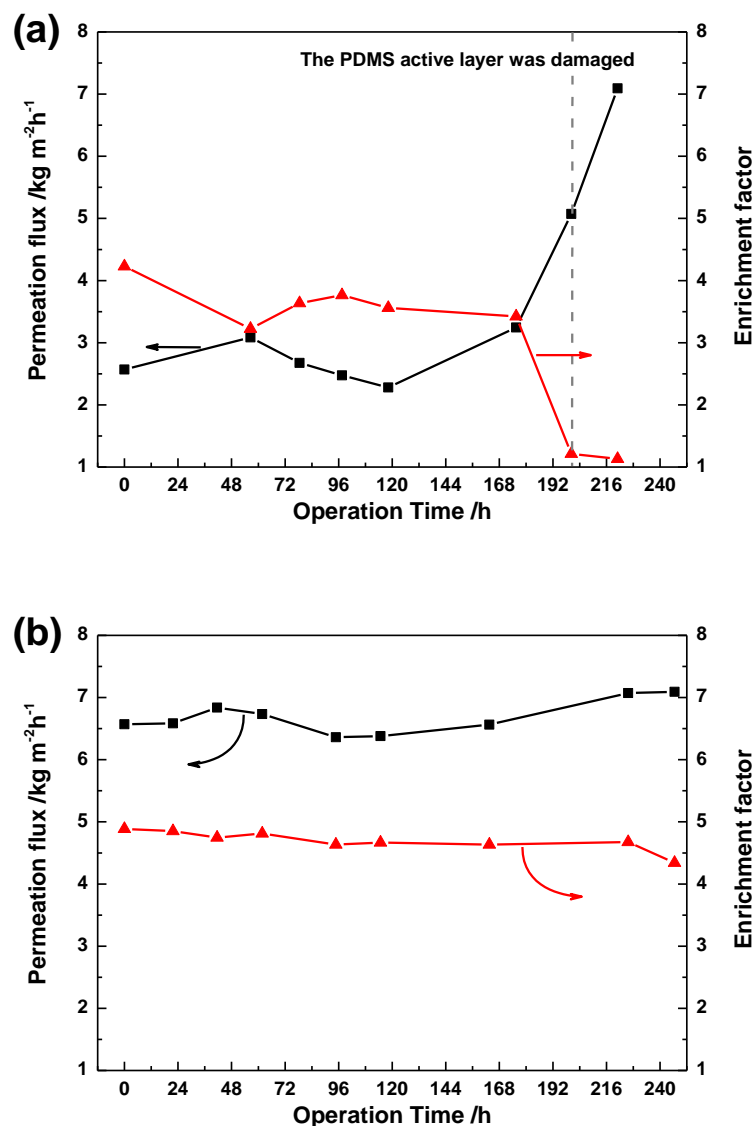 (a)
The PDMS active layer was damaged
8
7
6
5
4
3
2
1
Permeation flux /kg m⁻²h⁻¹
8
7
6
5
4
3
2
1
Enrichment factor
0 24 48 72 96 120 144 168 192 216 240
Operation Time /h
(b)
8
7
6
5
4
3
2
1
Permeation flux /kg m⁻²h⁻¹
8
7
6
5
4
3
2
1
Enrichment factor
0 24 48 72 96 120 144 168 192 216 240
Operation Time /h